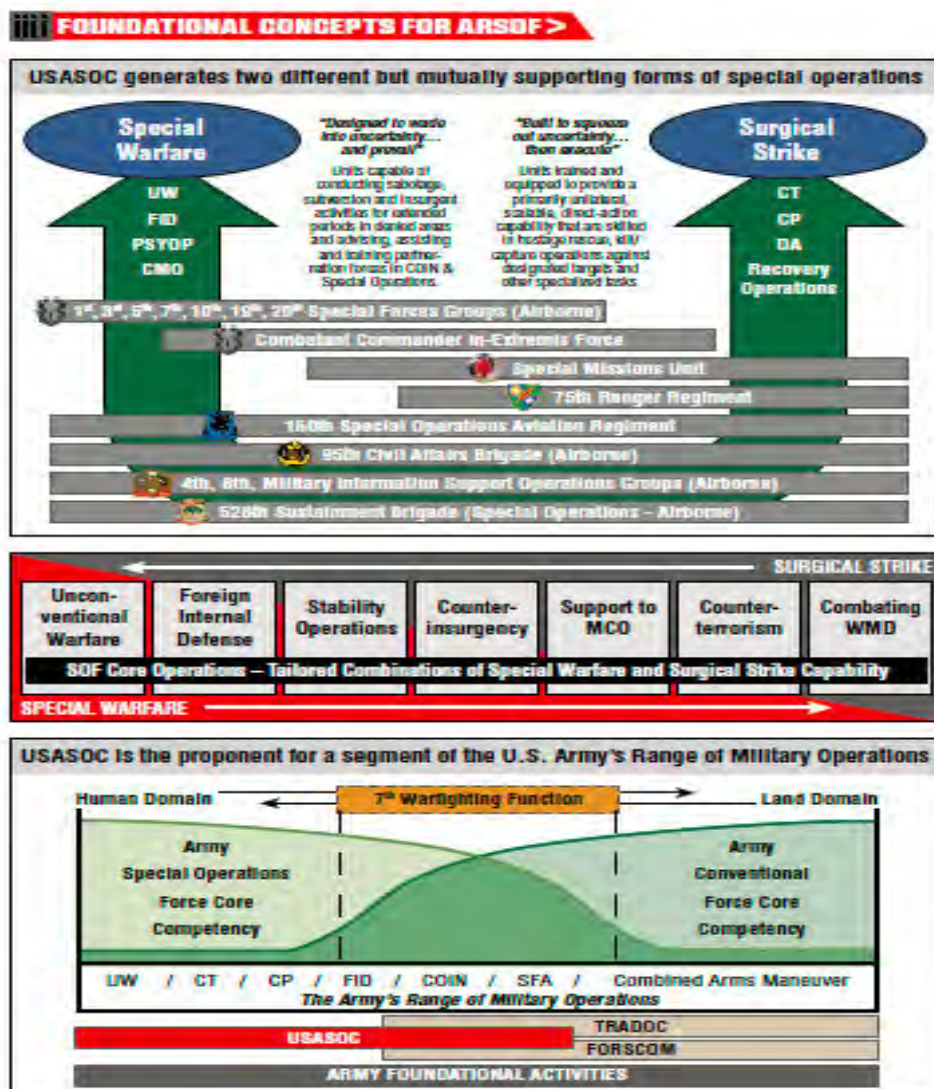 FOUNDATIONAL CONCEPTS FOR ARSOF >
USASOC generates two different but mutually supporting forms of special operations
Special
Warfare
UW
FID
PSYOP
CMO
"Designed to wade
into uncertainty…
and prevail"
Units capable of
conducting sabotage,
subversion and insurgent
activities for extended
periods in denied areas
and advising, assisting
and training partner-
nation forces in COIN &
Special Operations.
"Built to squeeze
out uncertainty…
then execute"
Units trained and
equipped to provide a
primarily unilateral,
scalable, direct-action
capability that are skilled
in hostage rescue, kill/
capture operations against
designated targets and
other specialized tasks
Surgical
Strike
CT
CP
DA
Recovery
Operations
1st, 3rd, 5th, 7th, 10th, 19th, 20th Special Forces Groups (Airborne)
Combatant Commander in-Extremis Force
Special Missions Unit
75th Ranger Regiment
160th Special Operations Aviation Regiment
95th Civil Affairs Brigade (Airborne)
4th, 8th, Military Information Support Operations Groups (Airborne)
528th Sustainment Brigade (Special Operations – Airborne)
SURGICAL STRIKE
Uncon-
ventional
Warfare
Foreign
Internal
Defense
Stability
Operations
Counter-
insurgency
Support to
MCO
Counter-
terrorism
Combating
WMD
SOF Core Operations – Tailored Combinations of Special Warfare and Surgical Strike Capability
SPECIAL WARFARE
USASOC is the proponent for a segment of the U.S. Army's Range of Military Operations
Human Domain
7th Warfighting Function
Land Domain
Army
Special Operations
Force Core
Competency
Army
Conventional
Force Core
Competency
UW / CT / CP / FID / COIN / SFA / Combined Arms Maneuver
The Army's Range of Military Operations
USASOC
TRADOC
FORSCOM
ARMY FOUNDATIONAL ACTIVITIES